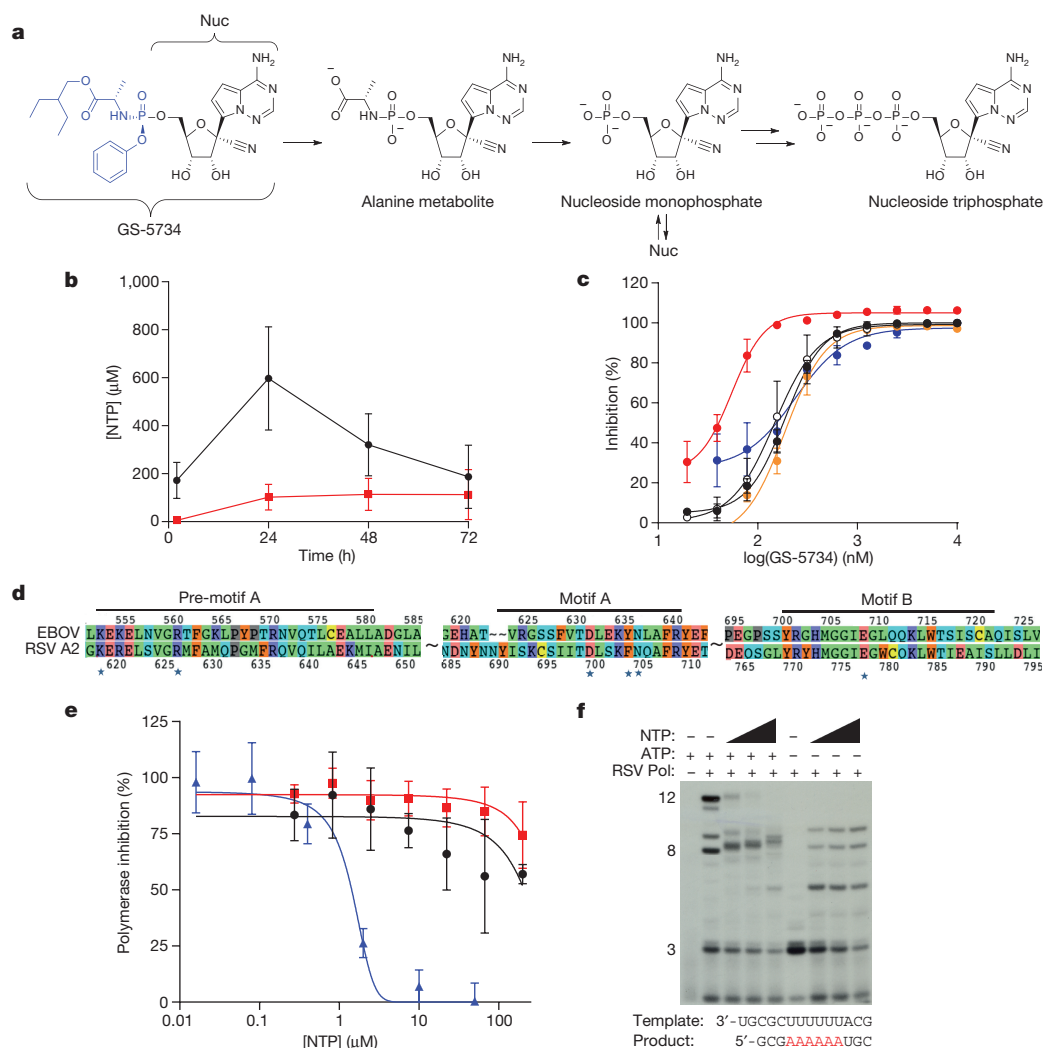 a
Nuc
NH2
N
N
N
O
O
HN
P
O
O
O
N
HO OH
GS-5734
Alanine metabolite
Nucleoside monophosphate
Nuc
Nucleoside triphosphate
b
1,000
800
600
400
200
0
[NTP] (µM)
0 24 48 72
Time (h)
c
120
100
80
60
40
20
0
Inhibition (%)
1 2 3 4
log(GS-5734) (nM)
d
Pre-motif A Motif A Motif B
555 560 565 570 575 580 585 620 625 630 635 640 695 700 705 710 715 720 725
EBOV LKEKELNVGRTFGKLPYPTRNVQTLCEALLADGLA GEHAT~~VRGSSFVTDLEKYNLAFRYEF PEGPSSYRGHMGGIEGLQQKLWTSISCAQISLV
RSV A2 GKERELSVGRMFAMQPGMFRQVQILAEKMIAENIL ~ NDNYNNYISKCSIITDLSKFNQAFRYET ~ DEQSGLYRYHMGGIEGWCQKLWTIEAISLLDLI
620 625 630 635 640 645 650 685 690 695 700 705 710 765 770 775 780 785 790 795
e
125
100
75
50
25
0
Polymerase inhibition (%)
0.01 0.1 1 10 100
[NTP] (µM)
f
NTP: – – –
ATP: + + + + + – – – –
RSV Pol: – + + + + + + + +
12
8
3
Template: 3′-UGCGCUUUUUUACG
Product: 5′-GCGAAAAAAUGC